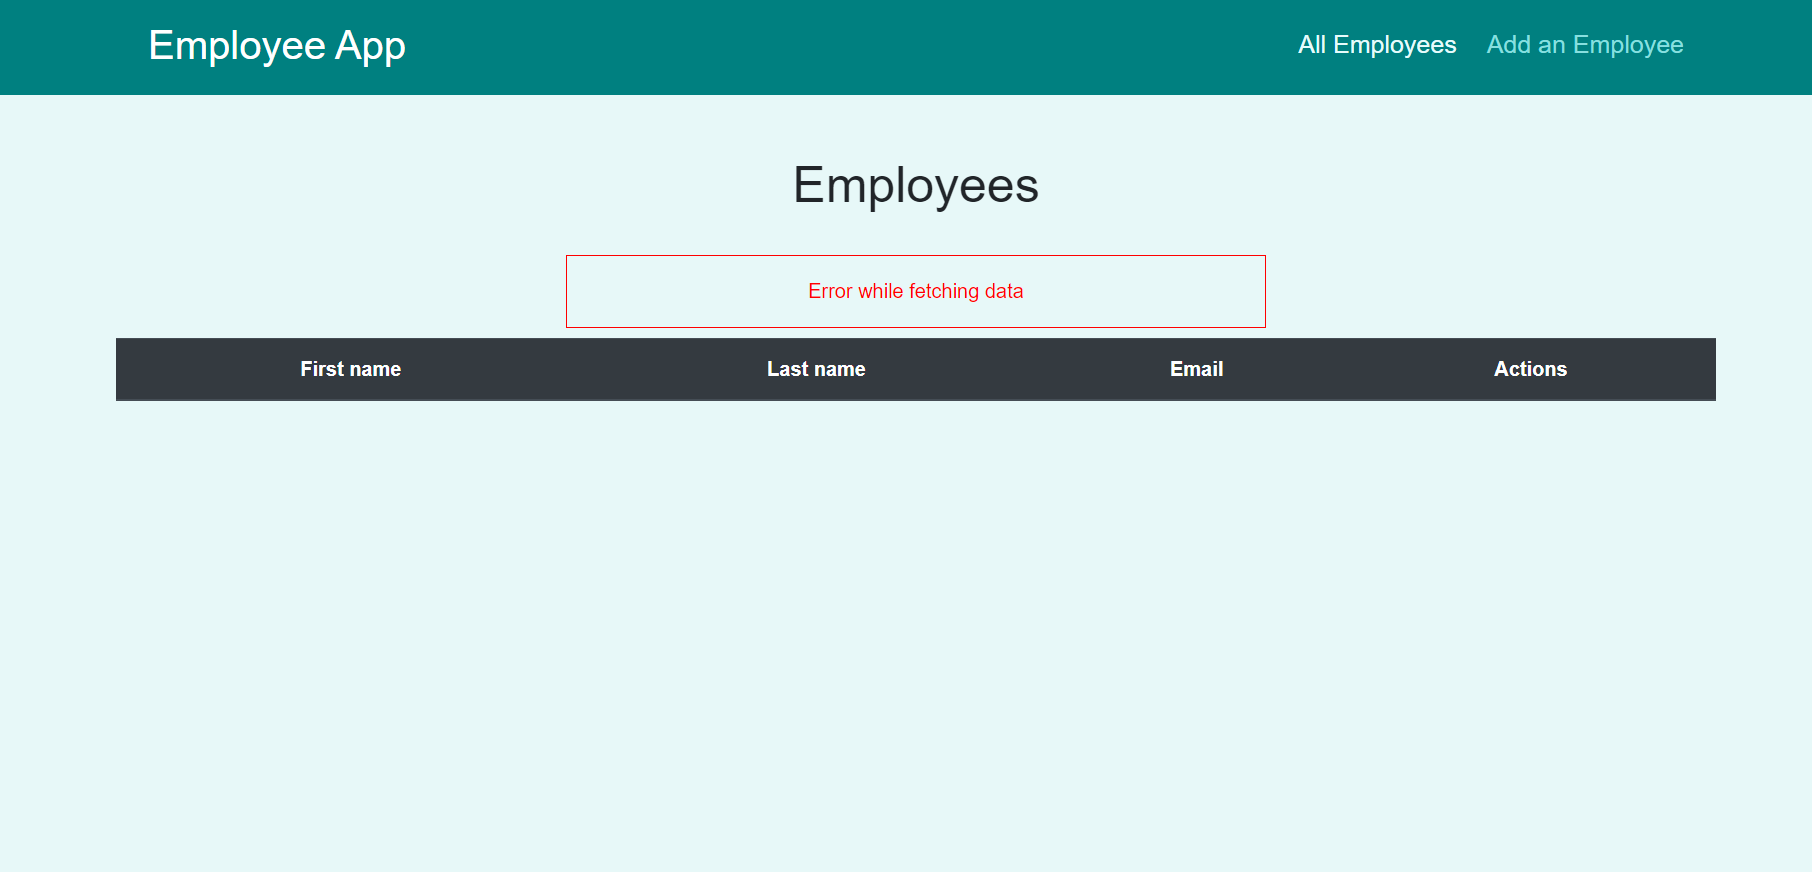 Employee App
All Employees
Add an Employee
Employees
Error while fetching data
First name Last name Email Actions